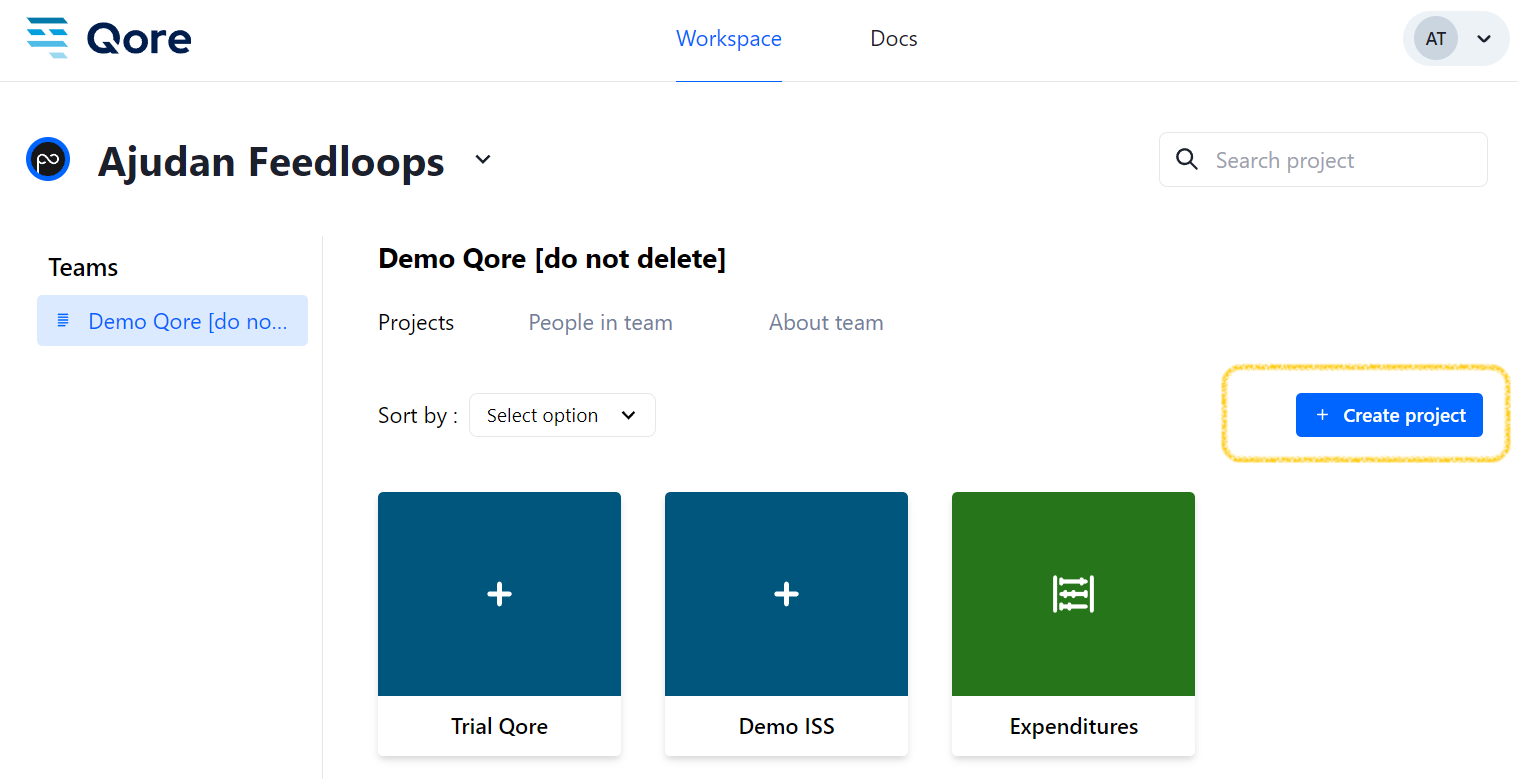 Qore
Workspace
Docs
AT
Ajudan Feedloops
Search project
Teams
Demo Qore [do no...
Demo Qore [do not delete]
Projects
People in team
About team
Sort by :
Select option
+ Create project
Trial Qore
Demo ISS
Expenditures